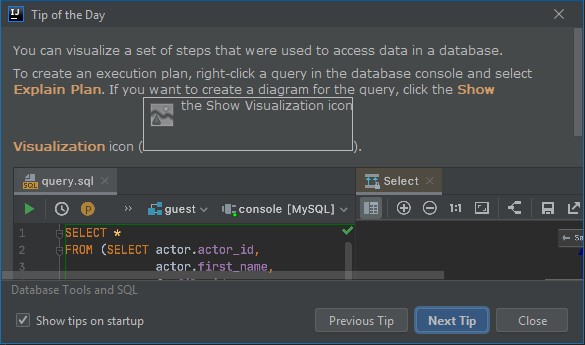 IJ Tip of the Day
You can visualize a set of steps that were used to access data in a database.
To create an execution plan, right-click a query in the database console and select
Explain Plan. If you want to create a diagram for the query, click the Show
the Show Visualization icon
Visualization icon ( ).
query.sql
Select
guest
console [MySQL]
1:1
1 SELECT *
2 FROM (SELECT actor.actor_id,
3 actor.first_name,
Database Tools and SQL
Show tips on startup
Previous Tip
Next Tip
Close